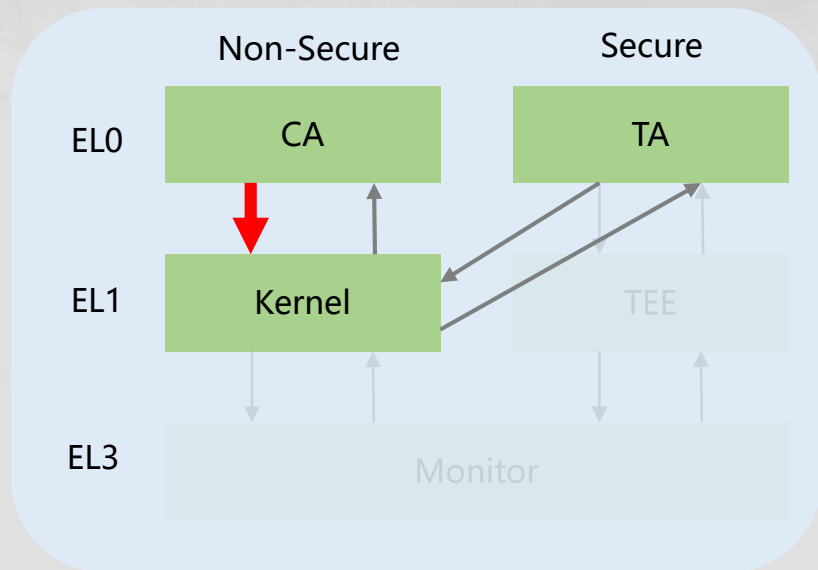 Non-Secure Secure
EL0 CA TA
EL1 Kernel TEE
EL3 Monitor